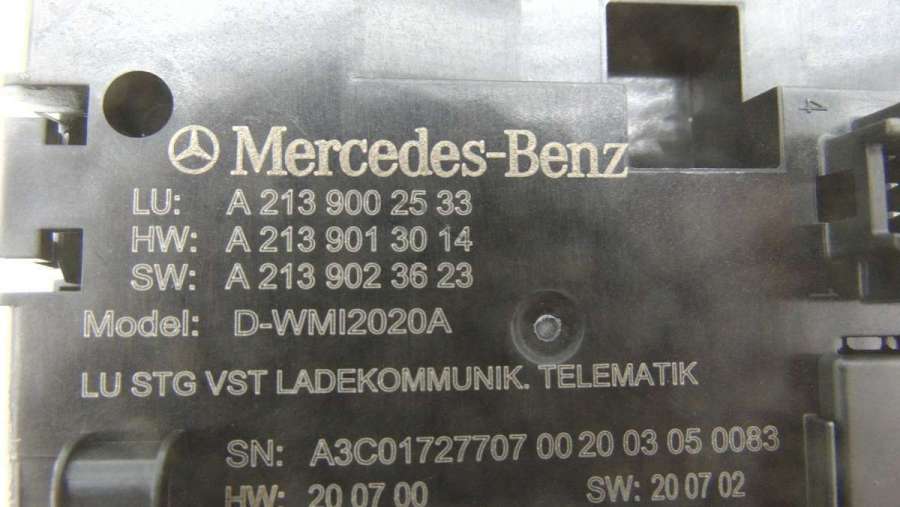 Mercedes-Benz
LU: A 213 900 25 33
HW: A 213 901 30 14
SW: A 213 902 36 23
Model: D-WMI2020A
LU STG VST LADEKOMMUNIK. TELEMATIK
SN: A3C01727707 00 20 03 05 0083
HW: 20 07 00 SW: 20 07 02
4